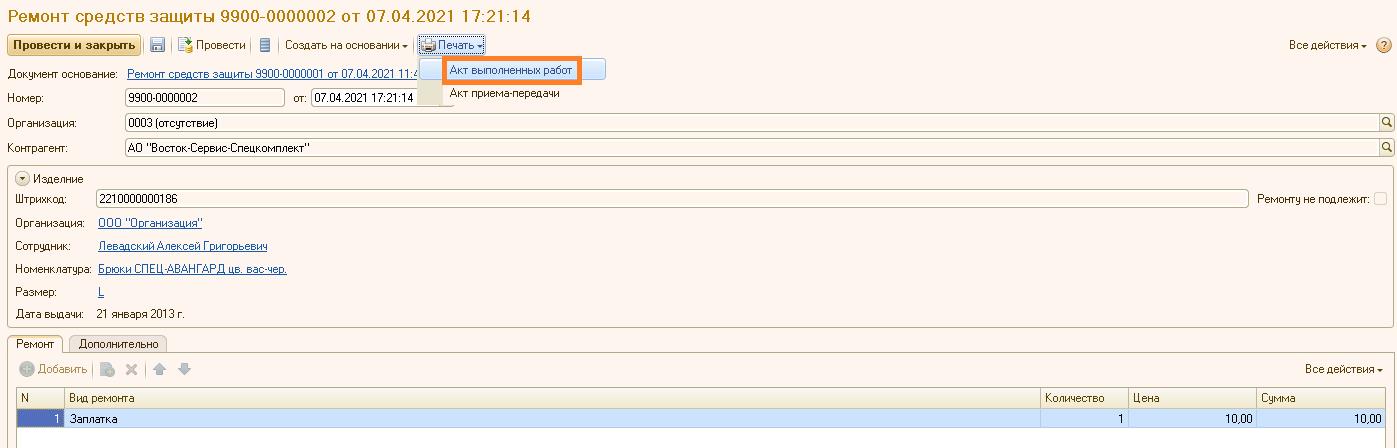 Ремонт средств защиты 9900-0000002 от 07.04.2021 17:21:14
Провести и закрыть Провести Создать на основании Печать Все действия ?
Документ основание: Ремонт средств защиты 9900-0000001 от 07.04.2021 11:4
Акт выполненных работ
Акт приема-передачи
Номер: 9900-0000002 от: 07.04.2021 17:21:14
Организация: 0003 (отсутствие)
Контрагент: АО "Восток-Сервис-Спецкомплект"
Изделние
Штрихкод: 2210000000186 Ремонту не подлежит:
Организация: ООО "Организация"
Сотрудник: Левадский Алексей Григорьевич
Номенклатура: Брюки СПЕЦ-АВАНГАРД цв. вас-чер.
Размер: L
Дата выдачи: 21 января 2013 г.
Ремонт Дополнительно
Добавить Все действия
N Вид ремонта Количество Цена Сумма
1 Заплатка 1 10,00 10,00